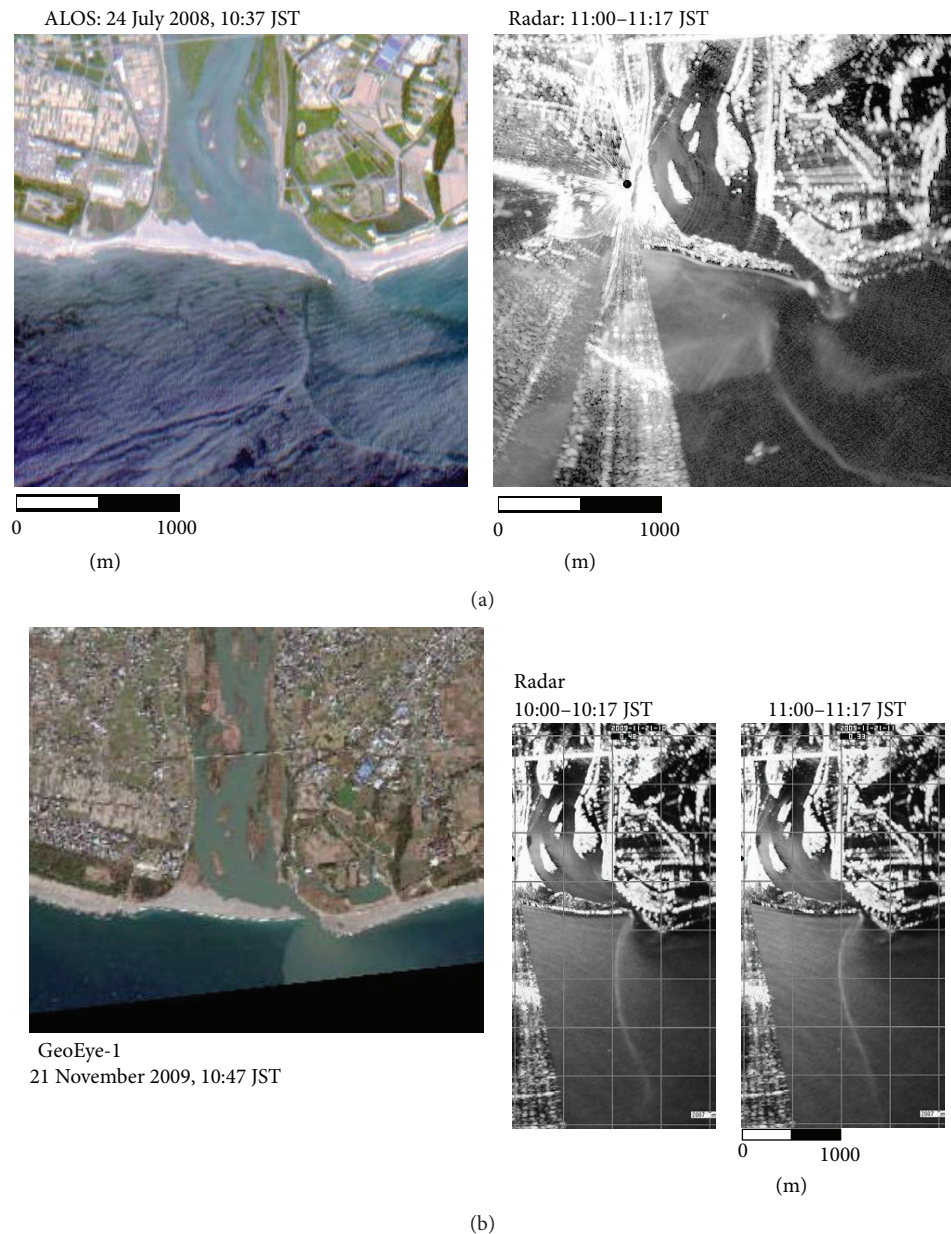 ALOS: 24 July 2008, 10:37 JST
Radar: 11:00–11:17 JST
0 1000
(m)
0 1000
(m)
(a)
GeoEye-1
21 November 2009, 10:47 JST
Radar
10:00–10:17 JST
11:00–11:17 JST
0 1000
(m)
(b)